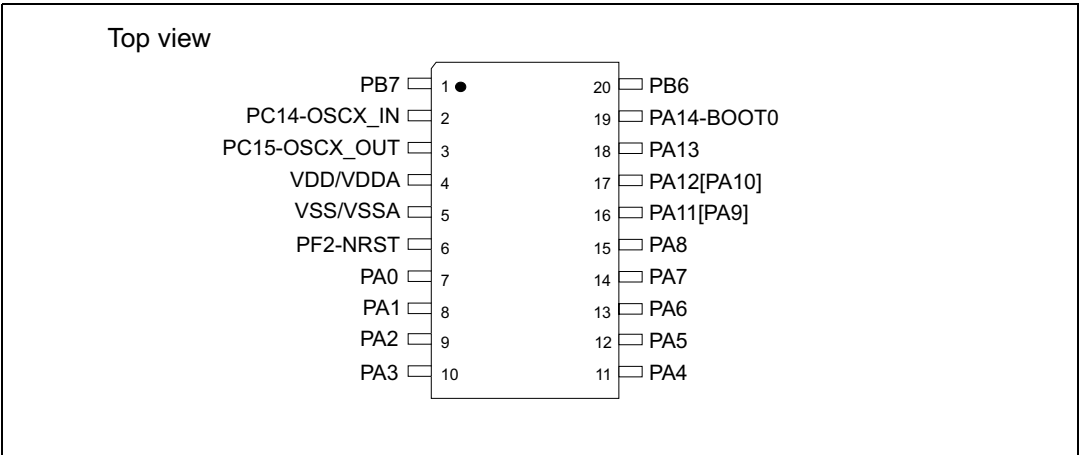 Top view
PB7 1 20 PB6
PC14-OSCX_IN 2 19 PA14-BOOT0
PC15-OSCX_OUT 3 18 PA13
VDD/VDDA 4 17 PA12[PA10]
VSS/VSSA 5 16 PA11[PA9]
PF2-NRST 6 15 PA8
PA0 7 14 PA7
PA1 8 13 PA6
PA2 9 12 PA5
PA3 10 11 PA4